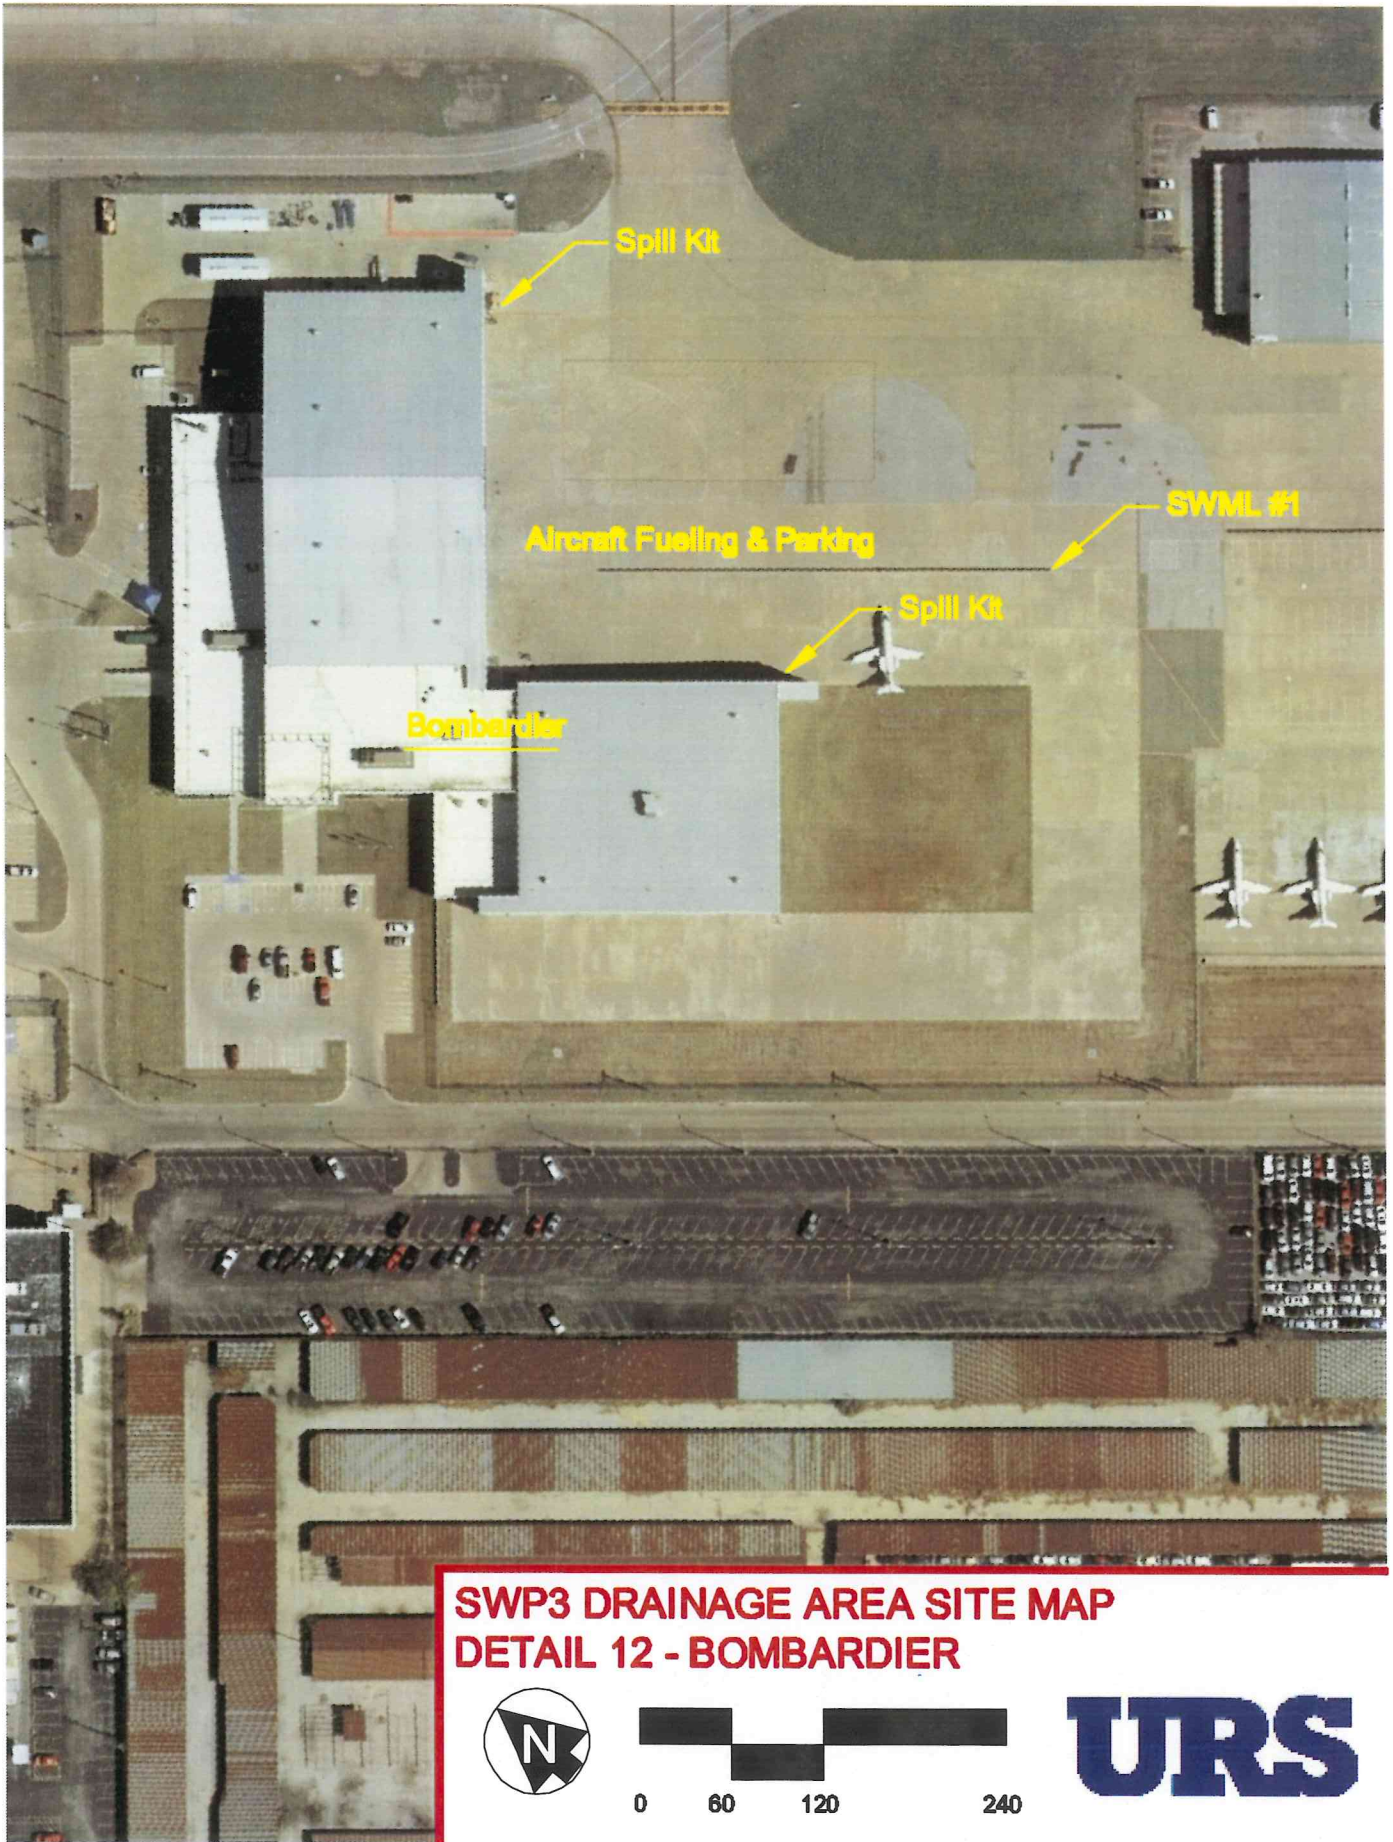 Spill Kit
SWML #1
Aircraft Fueling & Parking
Spill Kit
Bombardier
SWP3 DRAINAGE AREA SITE MAP
DETAIL 12 - BOMBARDIER
N
URS
0 60 120 240